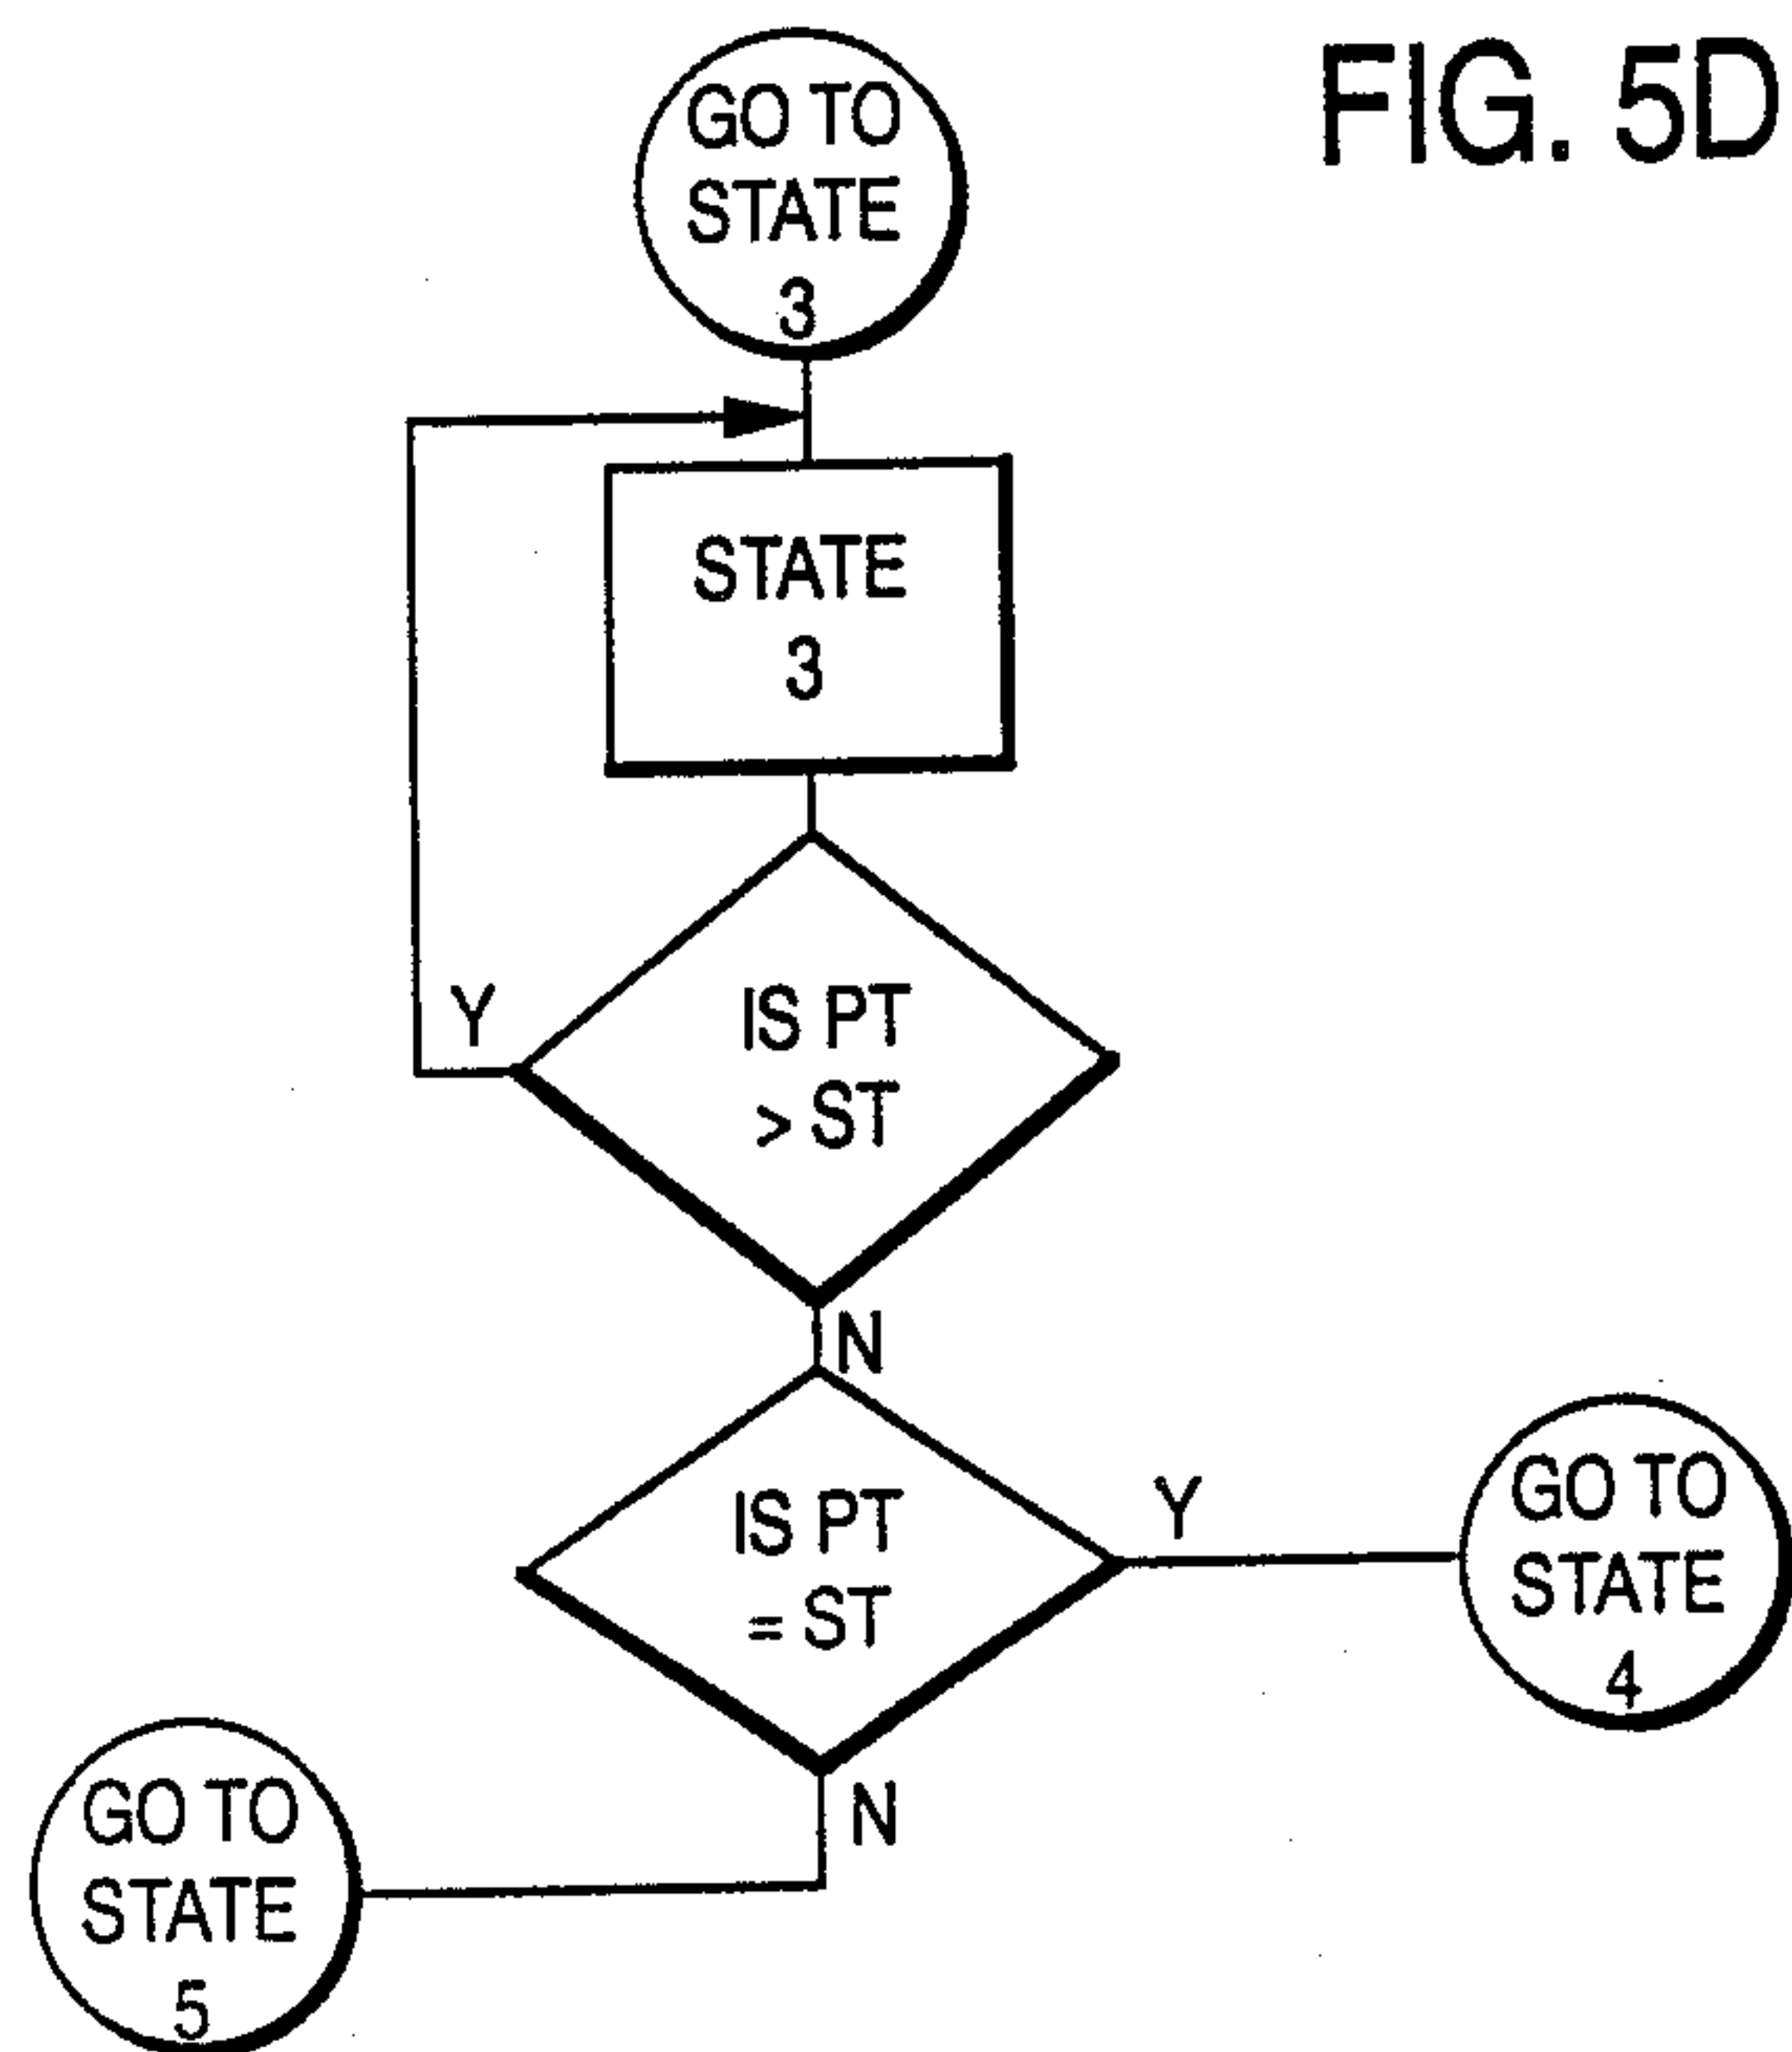 FIG. 5D
GO TO
STATE
3
STATE
3
Y
IS PT
> ST
N
IS PT
= ST
Y
GO TO
STATE
4
N
GO TO
STATE
5